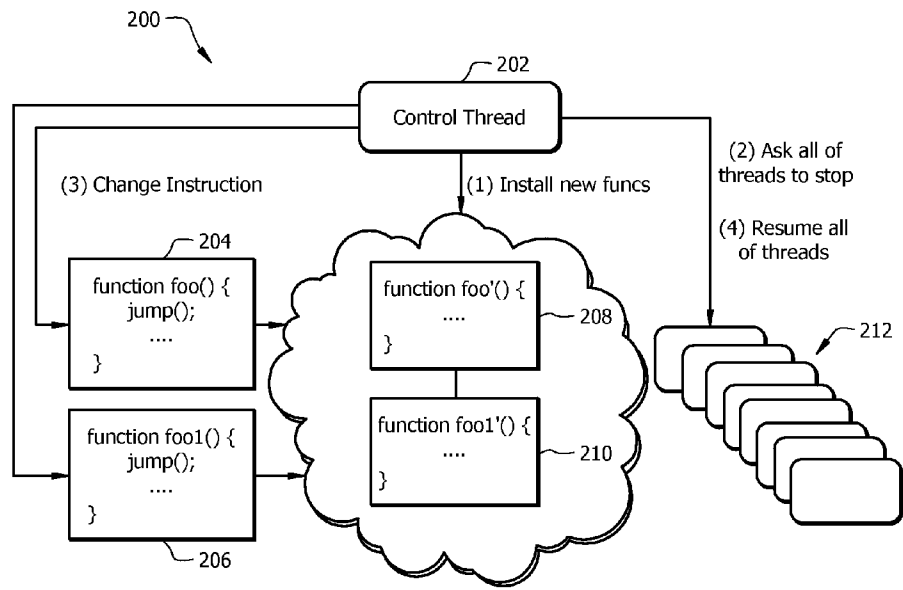 200
202
Control Thread
(3) Change Instruction
(1) Install new funcs
(2) Ask all of
threads to stop
(4) Resume all
of threads
204
function foo() {
jump();
....
}
function foo'() {
....
}
208
212
function foo1() {
jump();
....
}
206
function foo1'() {
....
}
210